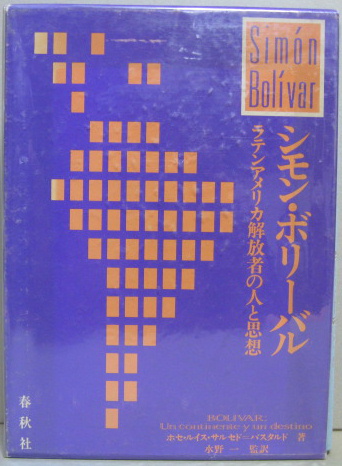 Simón
Bolívar
シモン・ボリーバル
ラテンアメリカ解放者の人と思想
BOLIVAR:
Un continente y un destino
ホセ・ルイス・サルセド=バスタルド 著
水野 一 監訳
春秋社